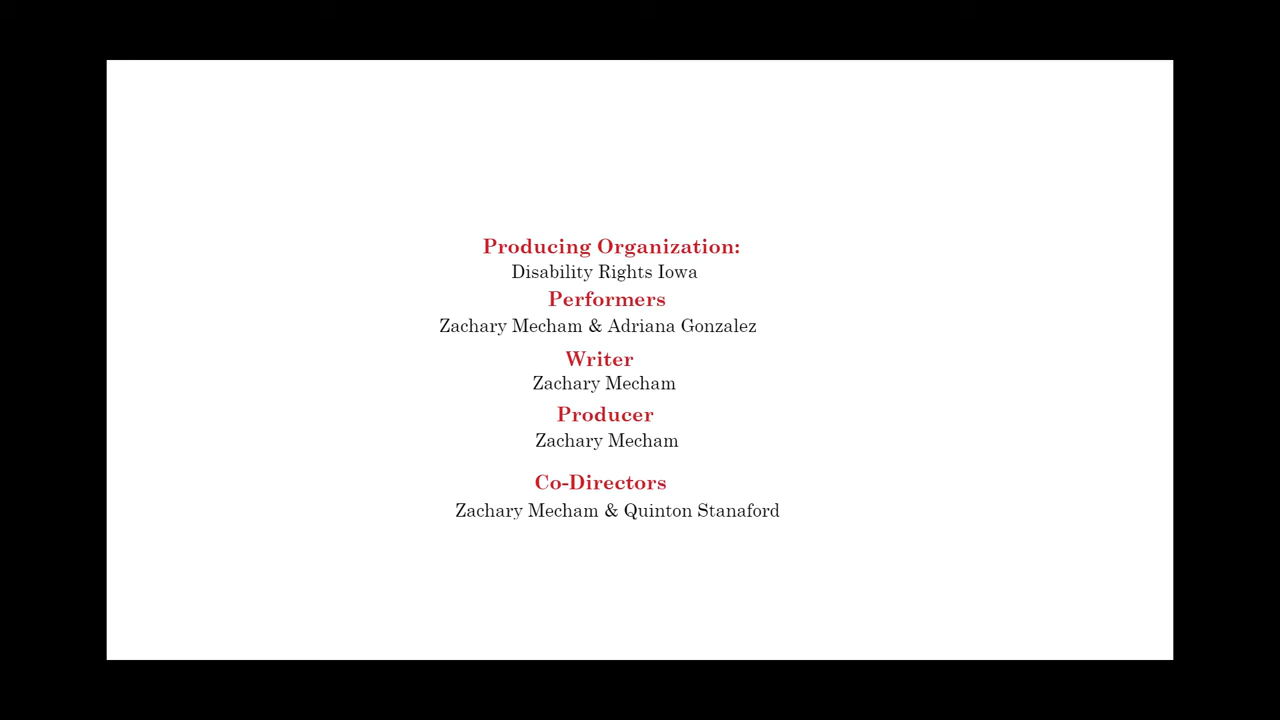 Producing Organization:
Disability Rights Iowa
Performers
Zachary Mecham & Adriana Gonzalez
Writer
Zachary Mecham
Producer
Zachary Mecham
Co-Directors
Zachary Mecham & Quinton Stanaford